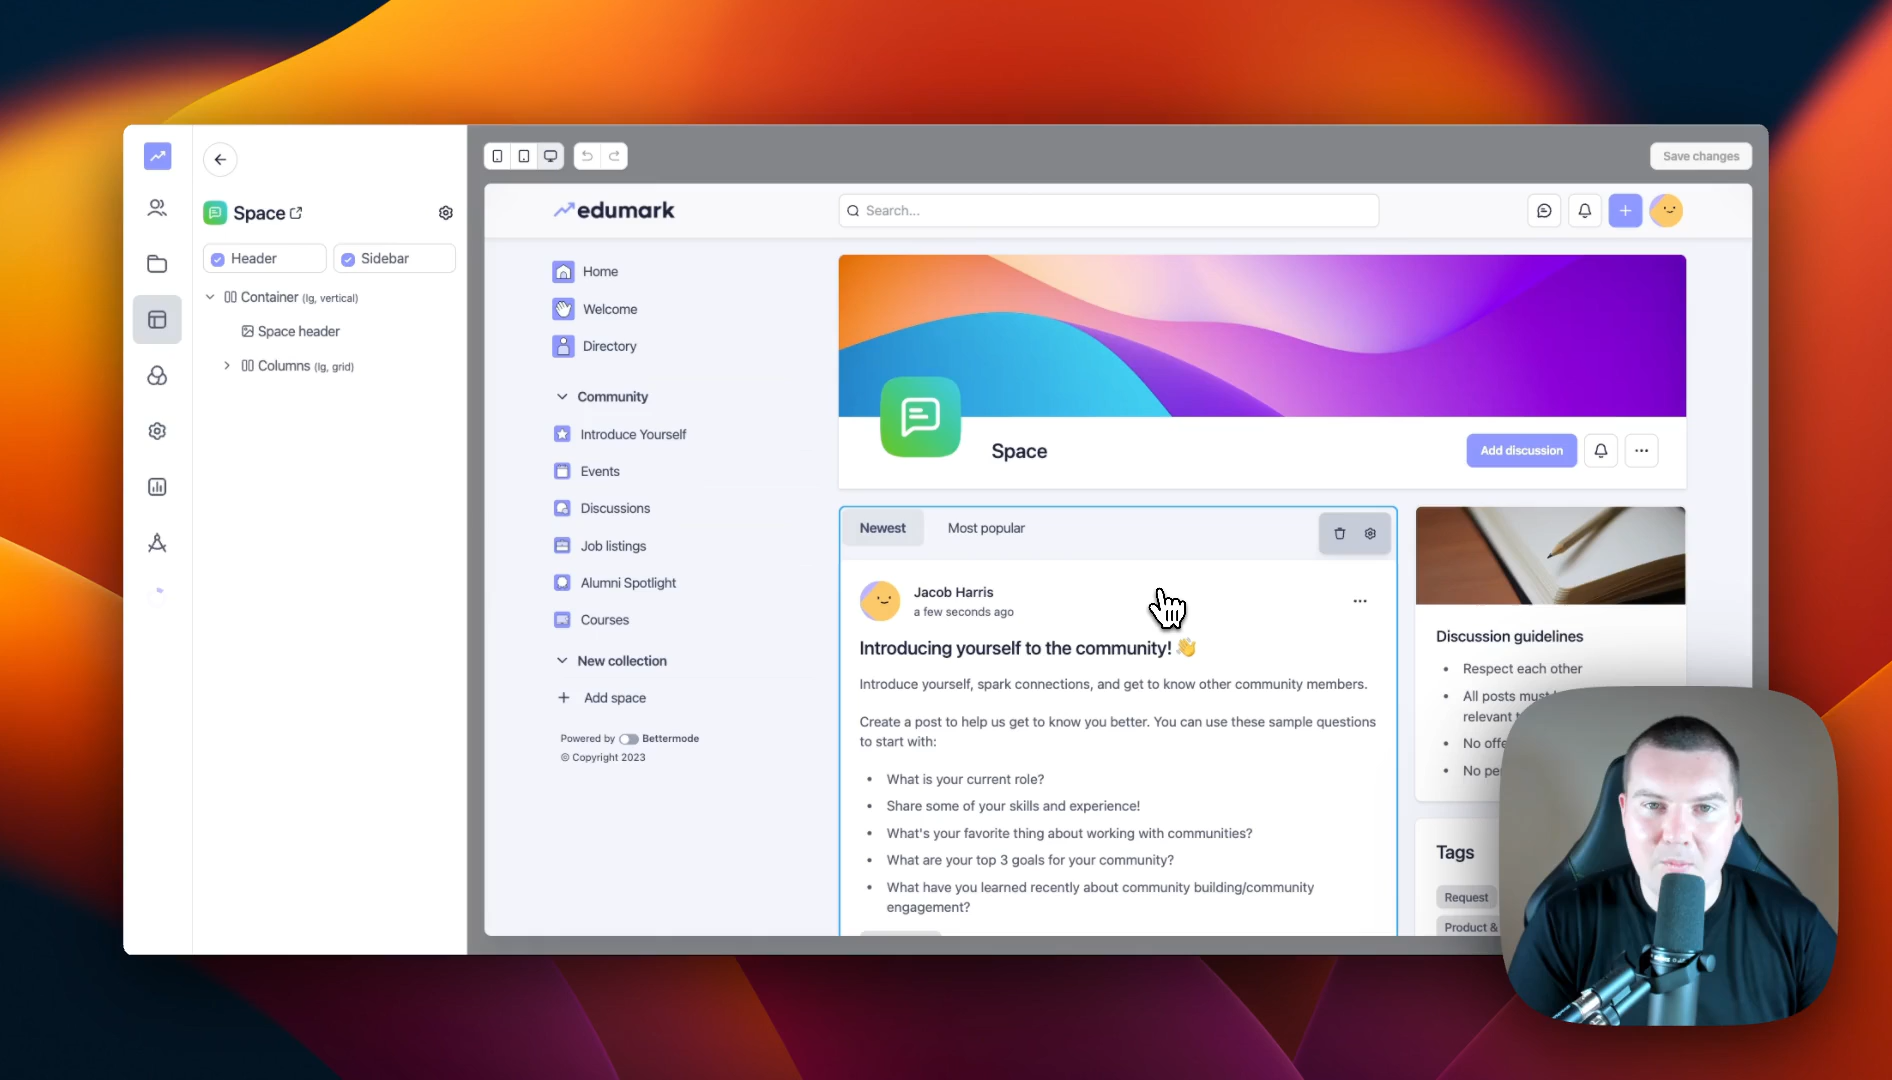 Space
Header
Sidebar
Container (lg, vertical)
Space header
Columns (lg, grid)
Save changes
edumark
Search...
Home
Welcome
Directory
Community
Introduce Yourself
Events
Discussions
Job listings
Alumni Spotlight
Courses
New collection
Add space
Powered by Bettermode
© Copyright 2023
Space
Add discussion
Newest
Most popular
Jacob Harris
a few seconds ago
Introducing yourself to the community! 👋
Introduce yourself, spark connections, and get to know other community members.
Create a post to help us get to know you better. You can use these sample questions
to start with:
• What is your current role?
• Share some of your skills and experience!
• What's your favorite thing about working with communities?
• What are your top 3 goals for your community?
• What have you learned recently about community building/community
engagement?
Discussion guidelines
• Respect each other
• All posts must
relevant
• No
• No
Tags
Request
Product &